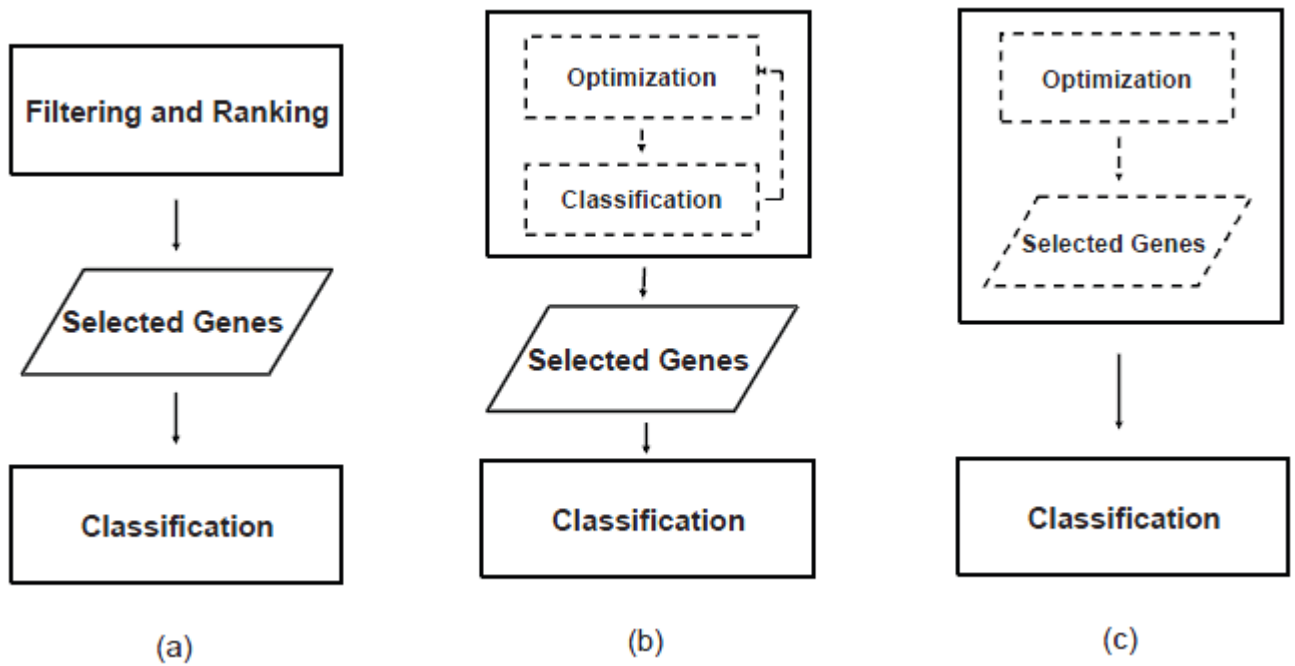 Filtering and Ranking
Selected Genes
Classification
(a)
Optimization
Classification
Selected Genes
Classification
(b)
Optimization
Selected Genes
Classification
(c)